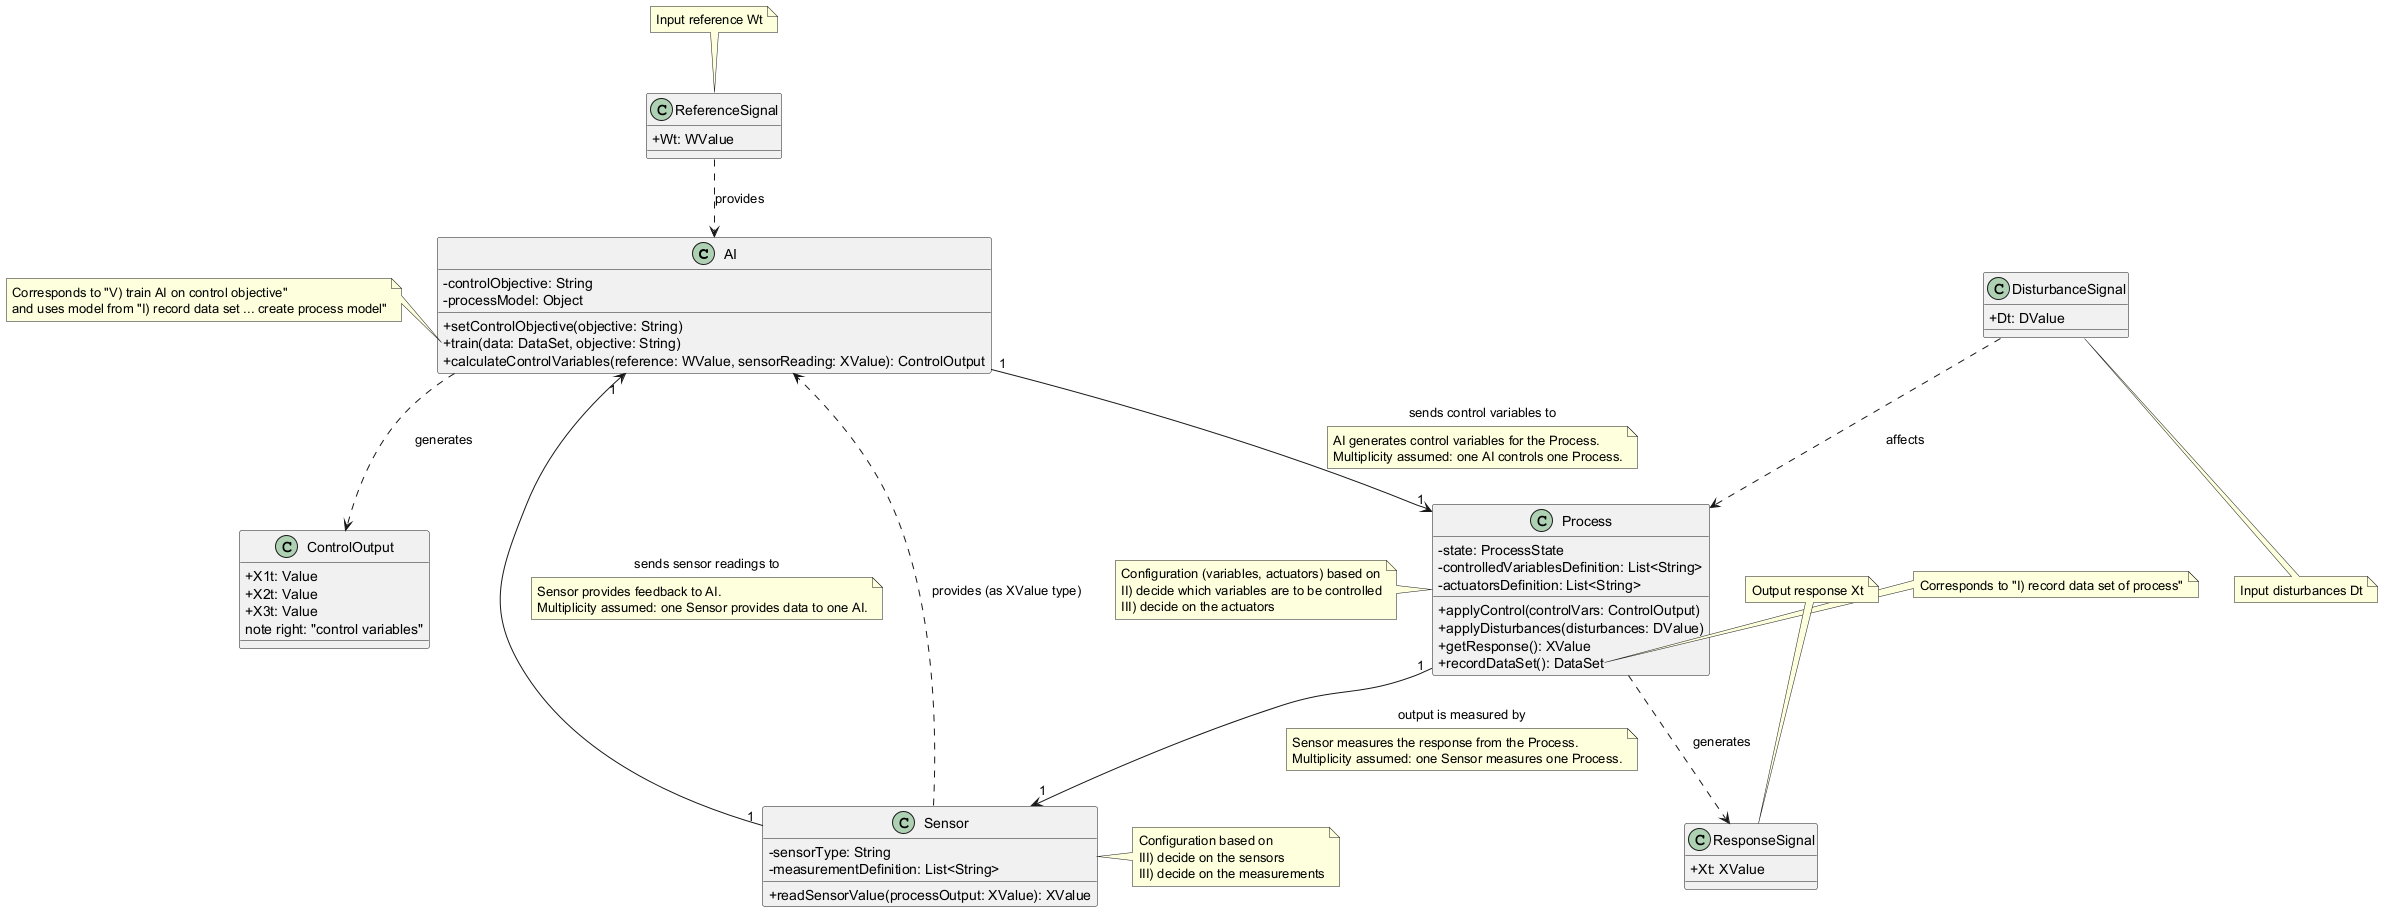 Input reference Wt
C ReferenceSignal
+Wt: WValue
provides
C AI
-controlObjective: String
-processModel: Object
+setControlObjective(objective: String)
+train(data: DataSet, objective: String)
+calculateControlVariables(reference: WValue, sensorReading: XValue): ControlOutput
Corresponds to "V) train AI on control objective"
and uses model from "I) record data set ... create process model"
C DisturbanceSignal
+Dt: DValue
1
1
generates
sends control variables to
AI generates control variables for the Process.
Multiplicity assumed: one AI controls one Process.
affects
1
C ControlOutput
+X1t: Value
+X2t: Value
+X3t: Value
note right: "control variables"
sends sensor readings to
Sensor provides feedback to AI.
Multiplicity assumed: one Sensor provides data to one AI.
provides (as XValue type)
Configuration (variables, actuators) based on
II) decide which variables are to be controlled
III) decide on the actuators
C Process
-state: ProcessState
-controlledVariablesDefinition: List<String>
-actuatorsDefinition: List<String>
+applyControl(controlVars: ControlOutput)
+applyDisturbances(disturbances: DValue)
+getResponse(): XValue
+recordDataSet(): DataSet
Output response Xt
Corresponds to "I) record data set of process"
Input disturbances Dt
1
output is measured by
Sensor measures the response from the Process.
Multiplicity assumed: one Sensor measures one Process.
generates
1
1
C Sensor
-sensorType: String
-measurementDefinition: List<String>
+readSensorValue(processOutput: XValue): XValue
Configuration based on
III) decide on the sensors
III) decide on the measurements
C ResponseSignal
+Xt: XValue